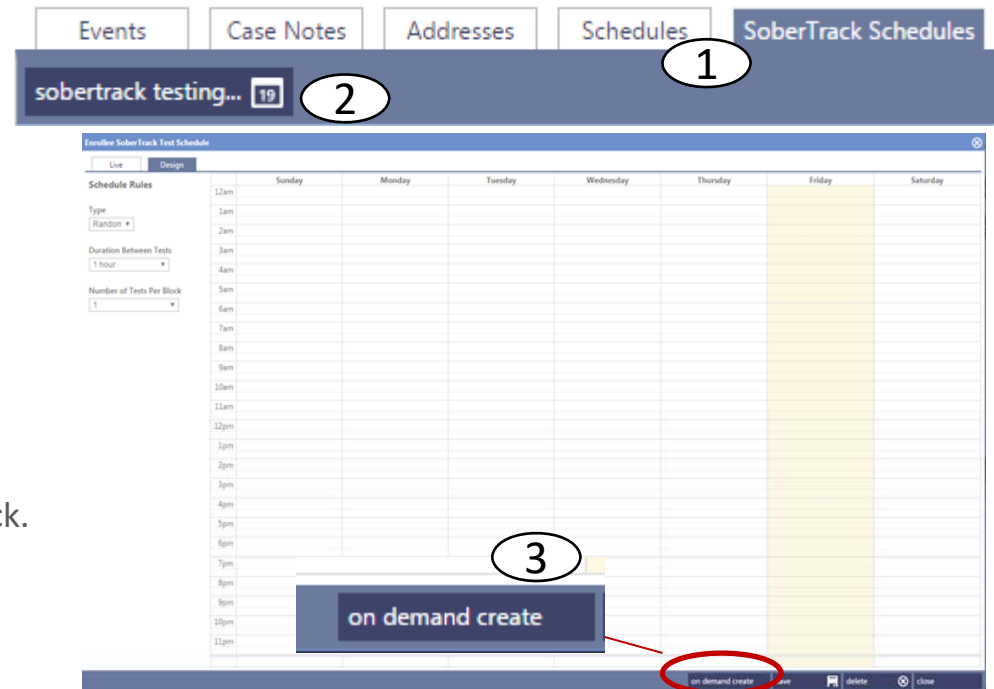 Events Case Notes Addresses Schedules SoberTrack Schedules
1
sobertrack testing... 19
2
Enrollee SoberTrack Test Schedule
Live Design
Schedule Rules
Sunday Monday Tuesday Wednesday Thursday Friday Saturday
12am
Type
1am
Randon
2am
Duration Between Tests
3am
1 hour
4am
Number of Tests Per Block
5am
1
6am
7am
8am
9am
10am
11am
12pm
1pm
2pm
3pm
4pm
ck.
5pm
6pm
3
7pm
8pm
9pm
on demand create
10pm
11pm
on demand create save delete close